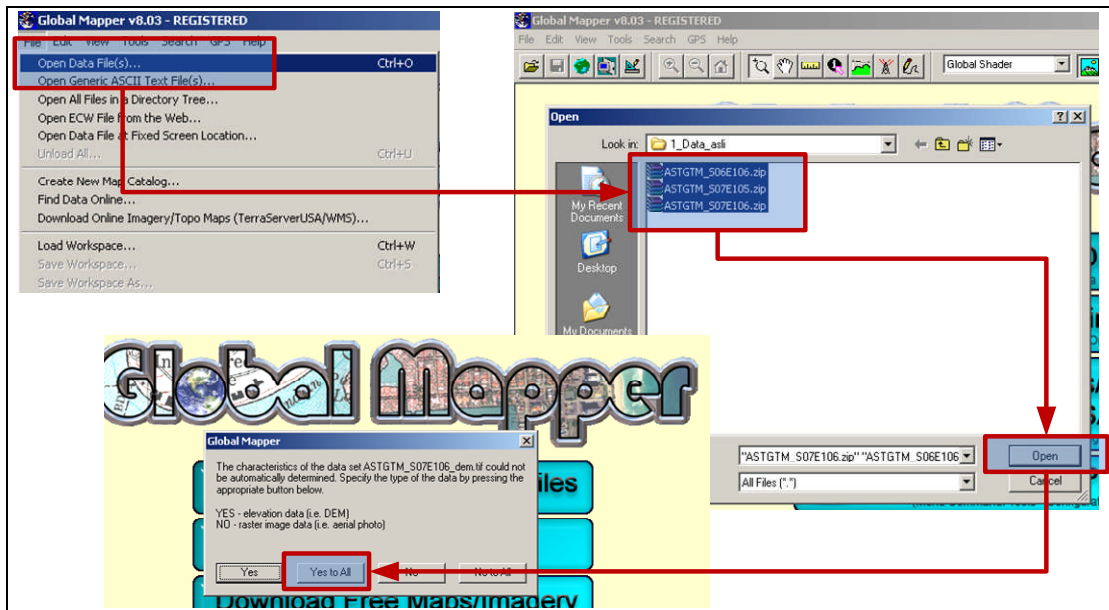 Global Mapper v8.03 - REGISTERED
File Edit View Tools Search GPS Help
Open Data File(s)... Ctrl+O
Open Generic ASCII Text File(s)...
Open All Files in a Directory Tree...
Open ECW File from the Web...
Open Data File at Fixed Screen Location...
Unload All... Ctrl+U
Create New Map Catalog...
Find Data Online...
Download Online Imagery/Topo Maps (TerraServerUSA/WMS)...
Load Workspace... Ctrl+W
Save Workspace... Ctrl+S
Save Workspace As...
Global Mapper v8.03 - REGISTERED
File Edit View Tools Search GPS Help
Global Shader
Open
Look in: 1_Data_asli
ASTGTM_S06E106.zip
ASTGTM_S07E105.zip
ASTGTM_S07E106.zip
My Recent
Documents
Desktop
My Documents
"ASTGTM_S07E106.zip" "ASTGTM_S06E106
Open
All Files (*.*)
Cancel
Global Mapper
Global Mapper
The characteristics of the data set ASTGTM_S07E106_dem.tif could not
be automatically determined. Specify the type of the data by pressing the
appropriate button below.
YES - elevation data (i.e. DEM)
NO - raster image data (i.e. aerial photo)
Yes Yes to All No No to All
iles
Download Free Maps/Imagery